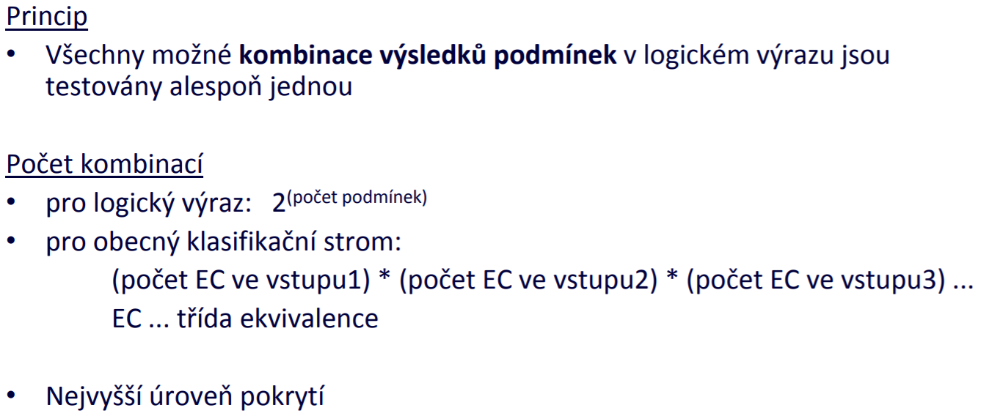 Princip
• Všechny možné kombinace výsledků podmínek v logickém výrazu jsou
testovány alespoň jednou
Počet kombinací
• pro logický výraz: 2(počet podmínek)
• pro obecný klasifikační strom:
(počet EC ve vstupu1) * (počet EC ve vstupu2) * (počet EC ve vstupu3) ...
EC ... třída ekvivalence
• Nejvyšší úroveň pokrytí